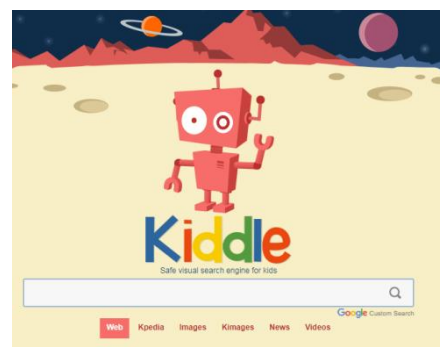 Kiddle
Safe visual search engine for kids
Google Custom Search
Web Kpedia Images Kimages News Videos